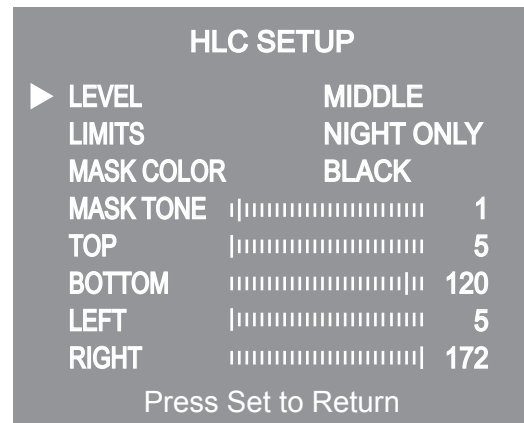 HLC SETUP
LEVEL MIDDLE
LIMITS NIGHT ONLY
MASK COLOR BLACK
MASK TONE 1
TOP 5
BOTTOM 120
LEFT 5
RIGHT 172
Press Set to Return